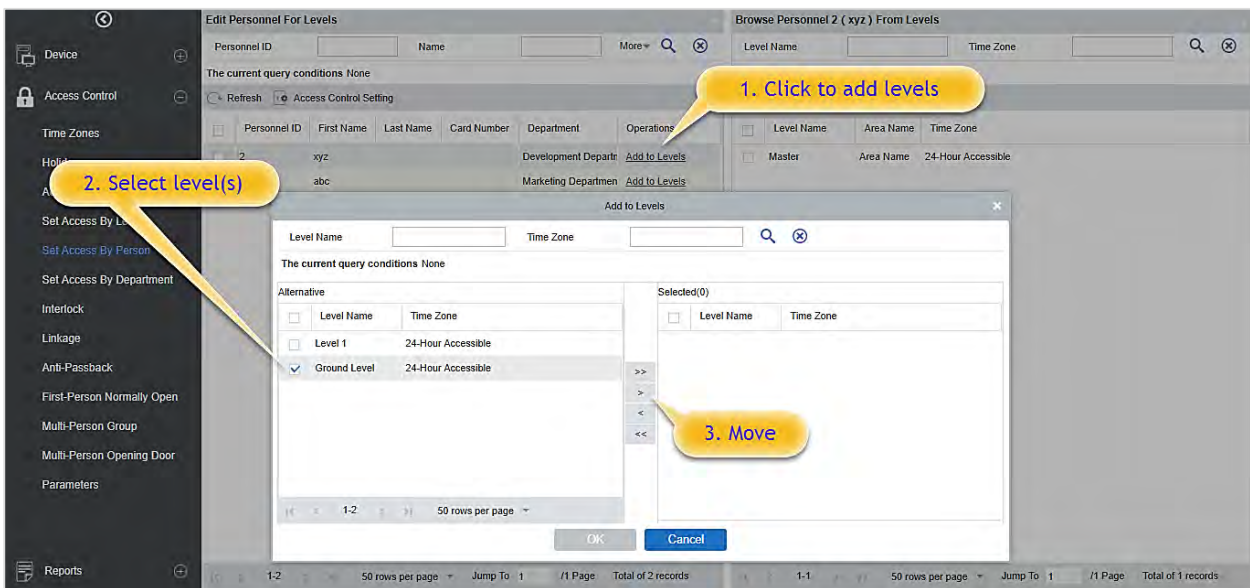 Edit Personnel For Levels
Browse Personnel 2 ( xyz ) From Levels
Personnel ID
Name
More
Level Name
Time Zone
The current query conditions None
Refresh
Access Control Setting
Personnel ID First Name Last Name Card Number Department Operations
2 xyz Development Departm Add to Levels
abc Marketing Departmen Add to Levels
Level Name Area Name Time Zone
Master Area Name 24-Hour Accessible
1. Click to add levels
2. Select level(s)
3. Move
Device
Access Control
Time Zones
Set Access By Le
Set Access By Person
Set Access By Department
Interlock
Linkage
Anti-Passback
First-Person Normally Open
Multi-Person Group
Multi-Person Opening Door
Parameters
Reports
Add to Levels
Level Name
Time Zone
The current query conditions None
Alternative
Level Name Time Zone
Level 1 24-Hour Accessible
Ground Level 24-Hour Accessible
>>
>
<
<<
Selected(0)
Level Name Time Zone
1-2
50 rows per page
OK
Cancel
1-2 50 rows per page Jump To 1 /1 Page Total of 2 records
1-1 50 rows per page Jump To 1 /1 Page Total of 1 records